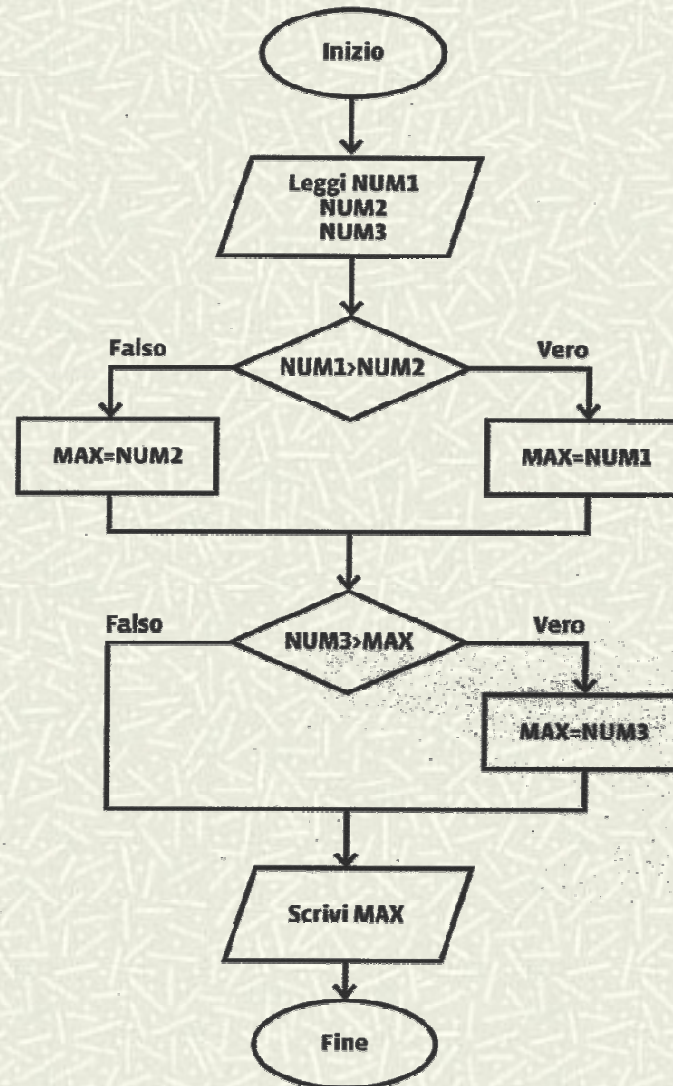 Inizio
Leggi NUM1
NUM2
NUM3
Falso
NUM1>NUM2
Vero
MAX=NUM2
MAX=NUM1
Falso
NUM3>MAX
Vero
MAX=NUM3
Scrivi MAX
Fine